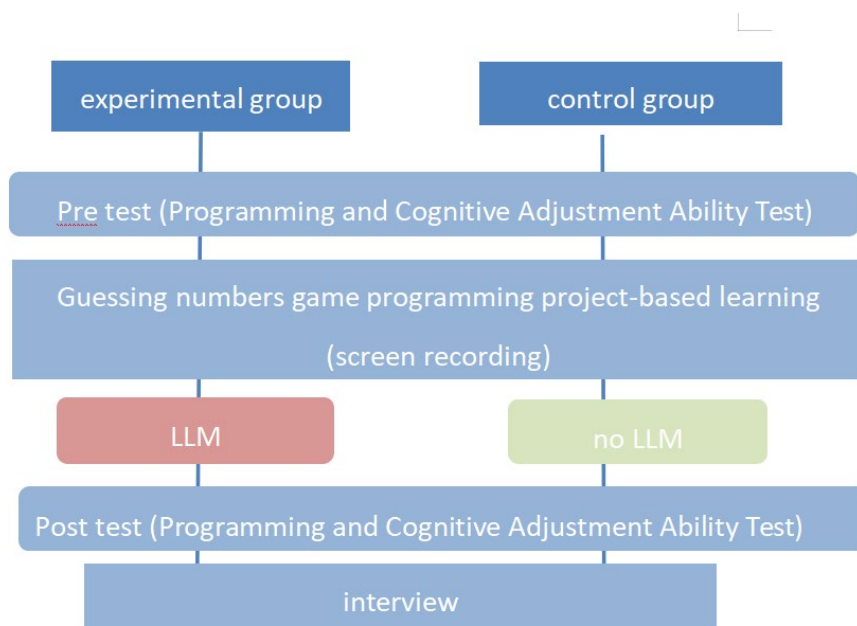 experimental group
control group
Pre test (Programming and Cognitive Adjustment Ability Test)
Guessing numbers game programming project-based learning
(screen recording)
LLM
no LLM
Post test (Programming and Cognitive Adjustment Ability Test)
interview